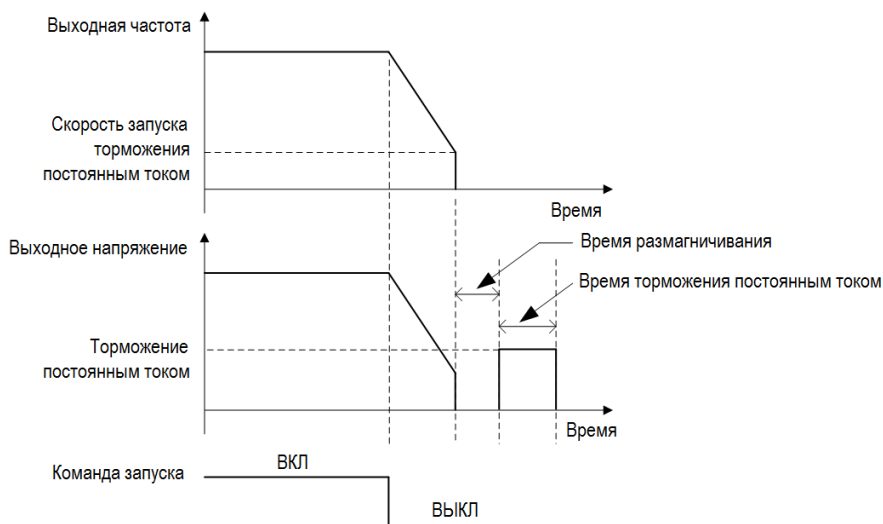 Выходная частота
Скорость запуска
торможения
постоянным током
Время
Выходное напряжение
Время размагничивания
Время торможения постоянным током
Торможение
постоянным током
Время
Команда запуска
ВКЛ
ВЫКЛ